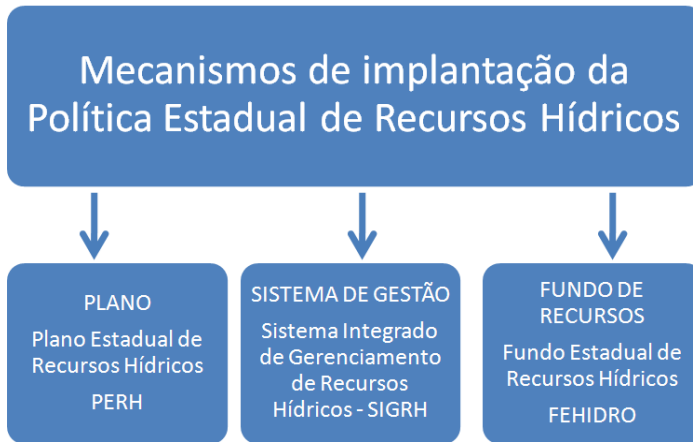 Mecanismos de implantação da
Política Estadual de Recursos Hídricos
PLANO
Plano Estadual de
Recursos Hídricos
PERH
SISTEMA DE GESTÃO
Sistema Integrado
de Gerenciamento
de Recursos
Hídricos - SIGRH
FUNDO DE
RECURSOS
Fundo Estadual de
Recursos Hídricos
FEHIDRO